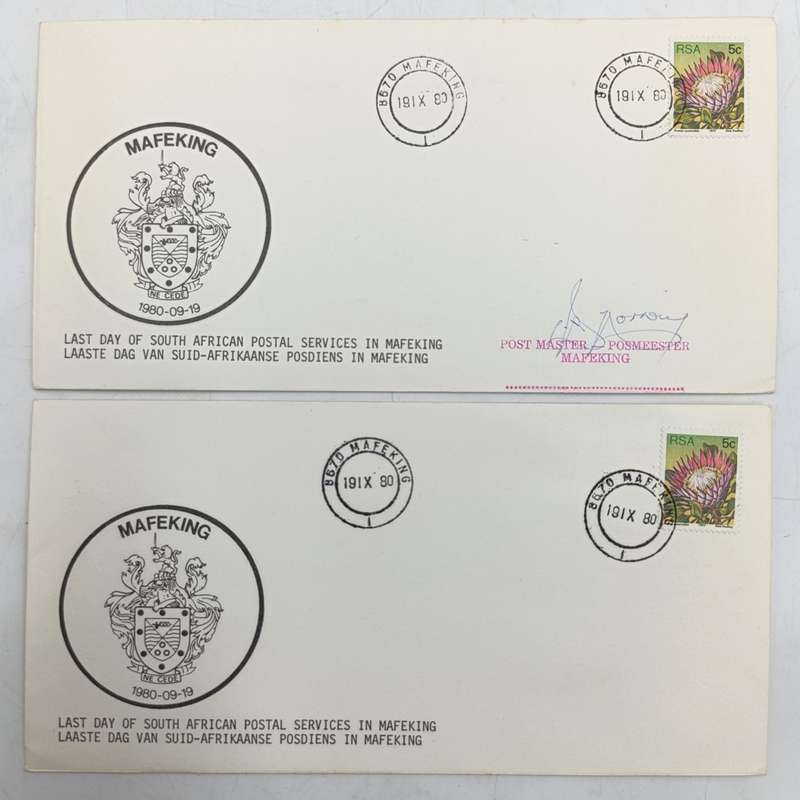 8670 MAFEKING
19 IX 80
1
8670 MAFEKING
19 IX 80
1
RSA 5c
MAFEKING
NE CEDE
1980-09-19
LAST DAY OF SOUTH AFRICAN POSTAL SERVICES IN MAFEKING
LAASTE DAG VAN SUID-AFRIKAANSE POSDIENS IN MAFEKING
POST MASTER POSMEESTER
MAFEKING
8670 MAFEKING
19 IX 80
1
8670 MAFEKING
19 IX 80
1
RSA 5c
MAFEKING
NE CEDE
1980-09-19
LAST DAY OF SOUTH AFRICAN POSTAL SERVICES IN MAFEKING
LAASTE DAG VAN SUID-AFRIKAANSE POSDIENS IN MAFEKING